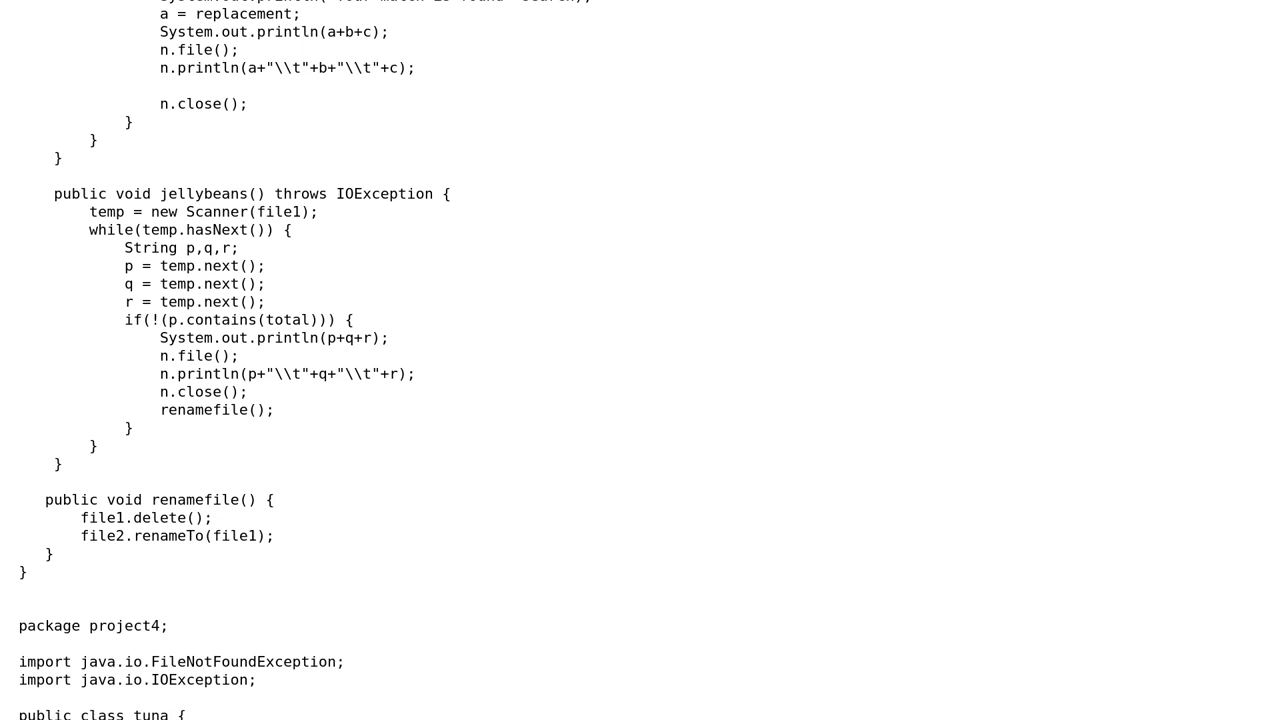 a = replacement;
System.out.println(a+b+c);
n.file();
n.println(a+"\\t"+b+"\\t"+c);
n.close();
}
}
}
public void jellybeans() throws IOException {
temp = new Scanner(file1);
while(temp.hasNext()) {
String p,q,r;
p = temp.next();
q = temp.next();
r = temp.next();
if(!(p.contains(total))) {
System.out.println(p+q+r);
n.file();
n.println(p+"\\t"+q+"\\t"+r);
n.close();
renamefile();
}
}
}
public void renamefile() {
file1.delete();
file2.renameTo(file1);
}
}
package project4;
import java.io.FileNotFoundException;
import java.io.IOException;
public class tuna {